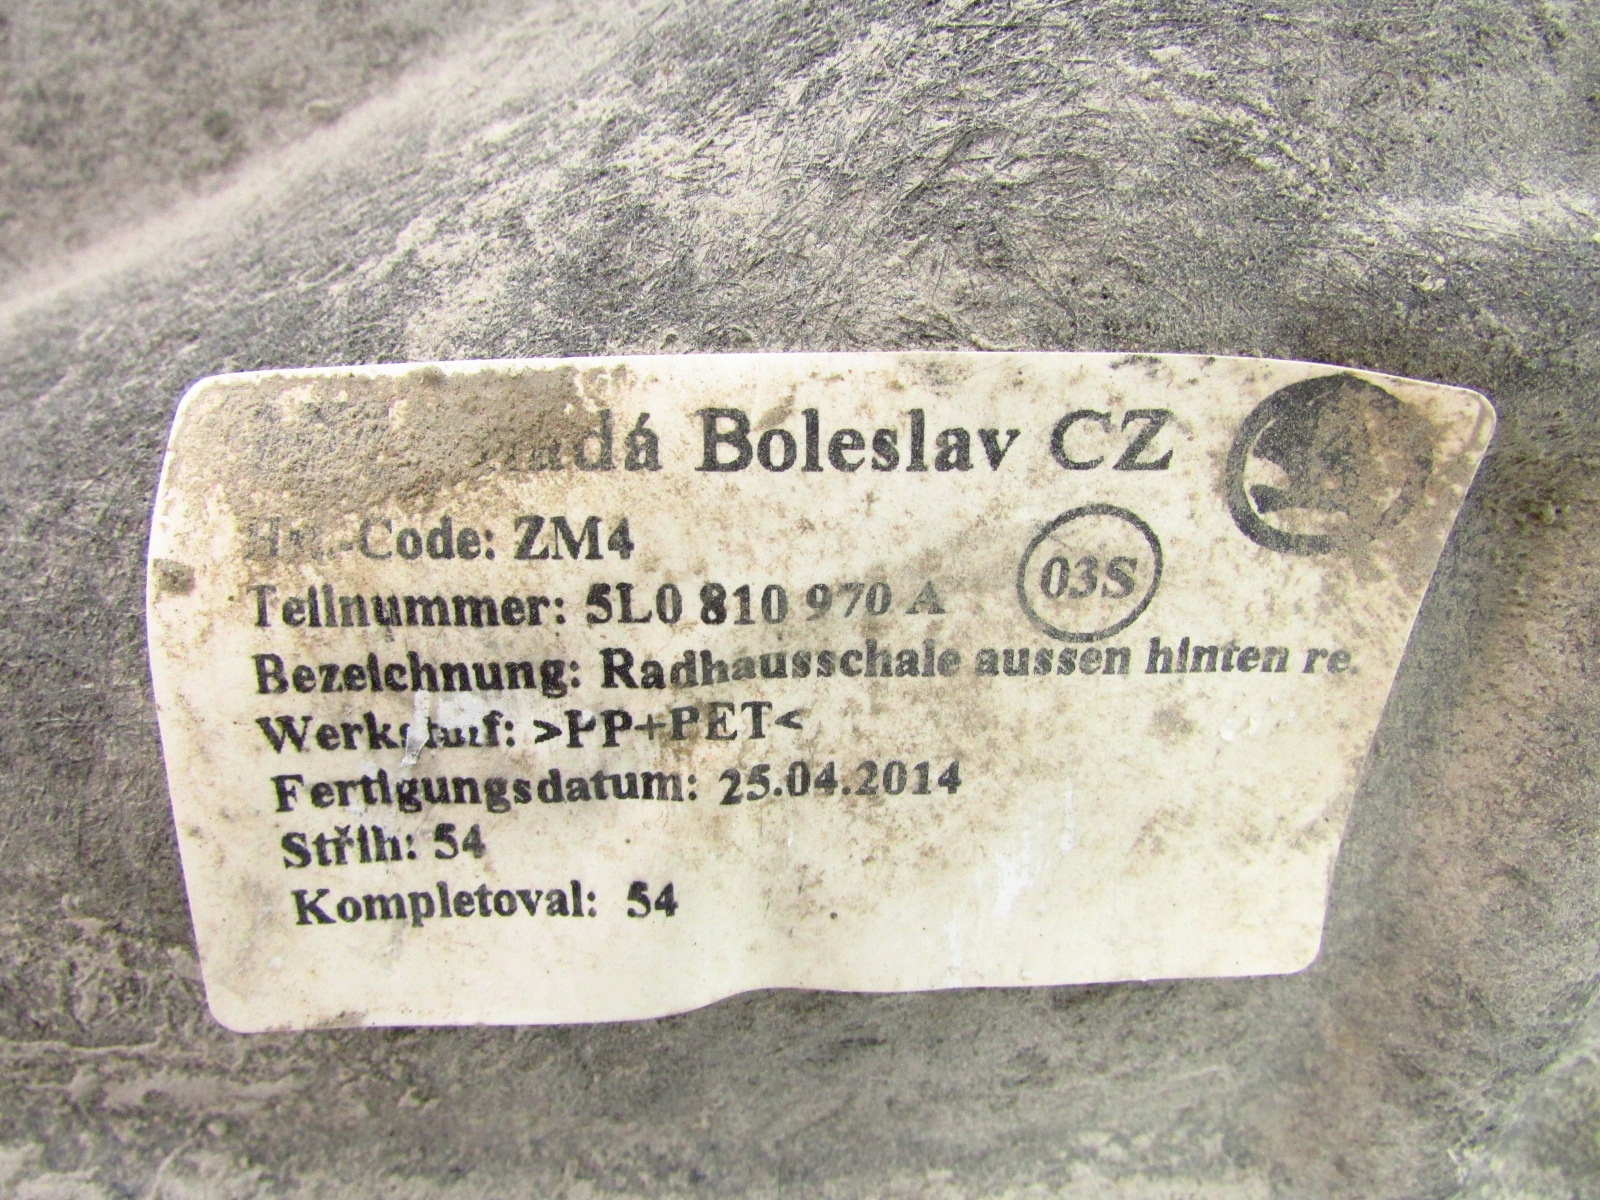 Boleslav CZ
Code: ZM4
03S
Teilnummer: 5L0 810 970 A
Bezeichnung: Radhausschale aussen hinten re.
>PP+PET<
Fertigungsdatum: 25.04.2014
Střih: 54
Kompletoval: 54